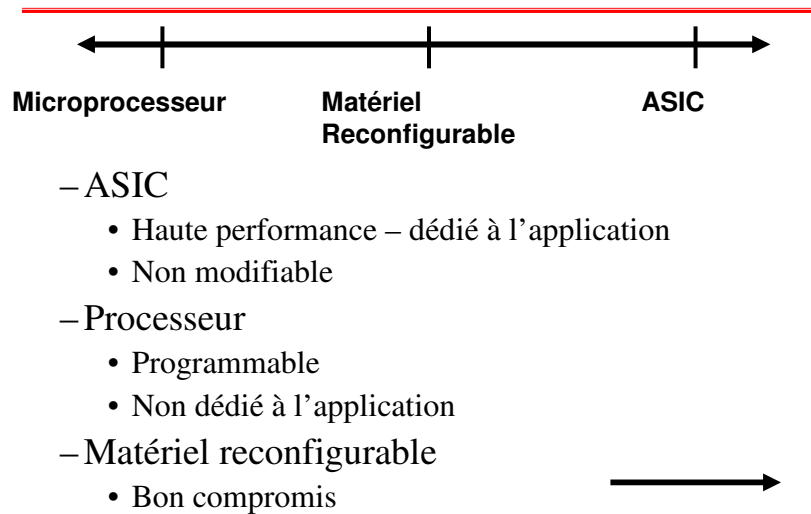 Microprocesseur Matériel ASIC
Reconfigurable
– ASIC
• Haute performance – dédié à l’application
• Non modifiable
– Processeur
• Programmable
• Non dédié à l’application
– Matériel reconfigurable
• Bon compromis